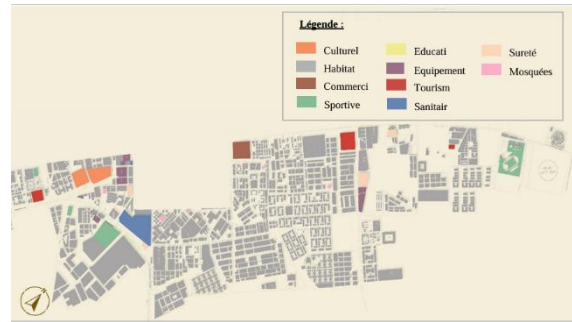 Légende :
Culturel
Habitat
Commerci
Sportive
Educati
Equipement
Tourism
Sanitair
Sureté
Mosquées